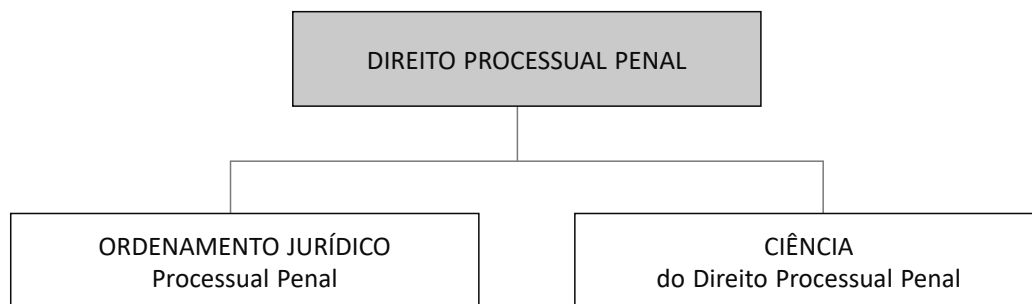 DIREITO PROCESSUAL PENAL
ORDENAMENTO JURÍDICO
Processual Penal
CIÊNCIA
do Direito Processual Penal